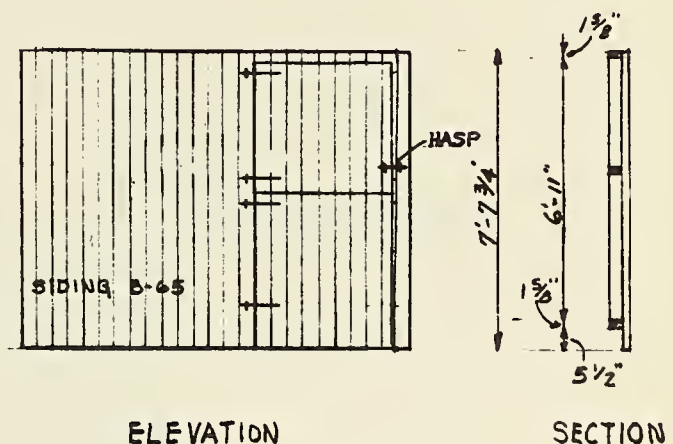 1 5/8"
HASP
7'-7 3/4"
6'-11"
SIDING B-65
1 5/8"
5 1/2"
ELEVATION
SECTION